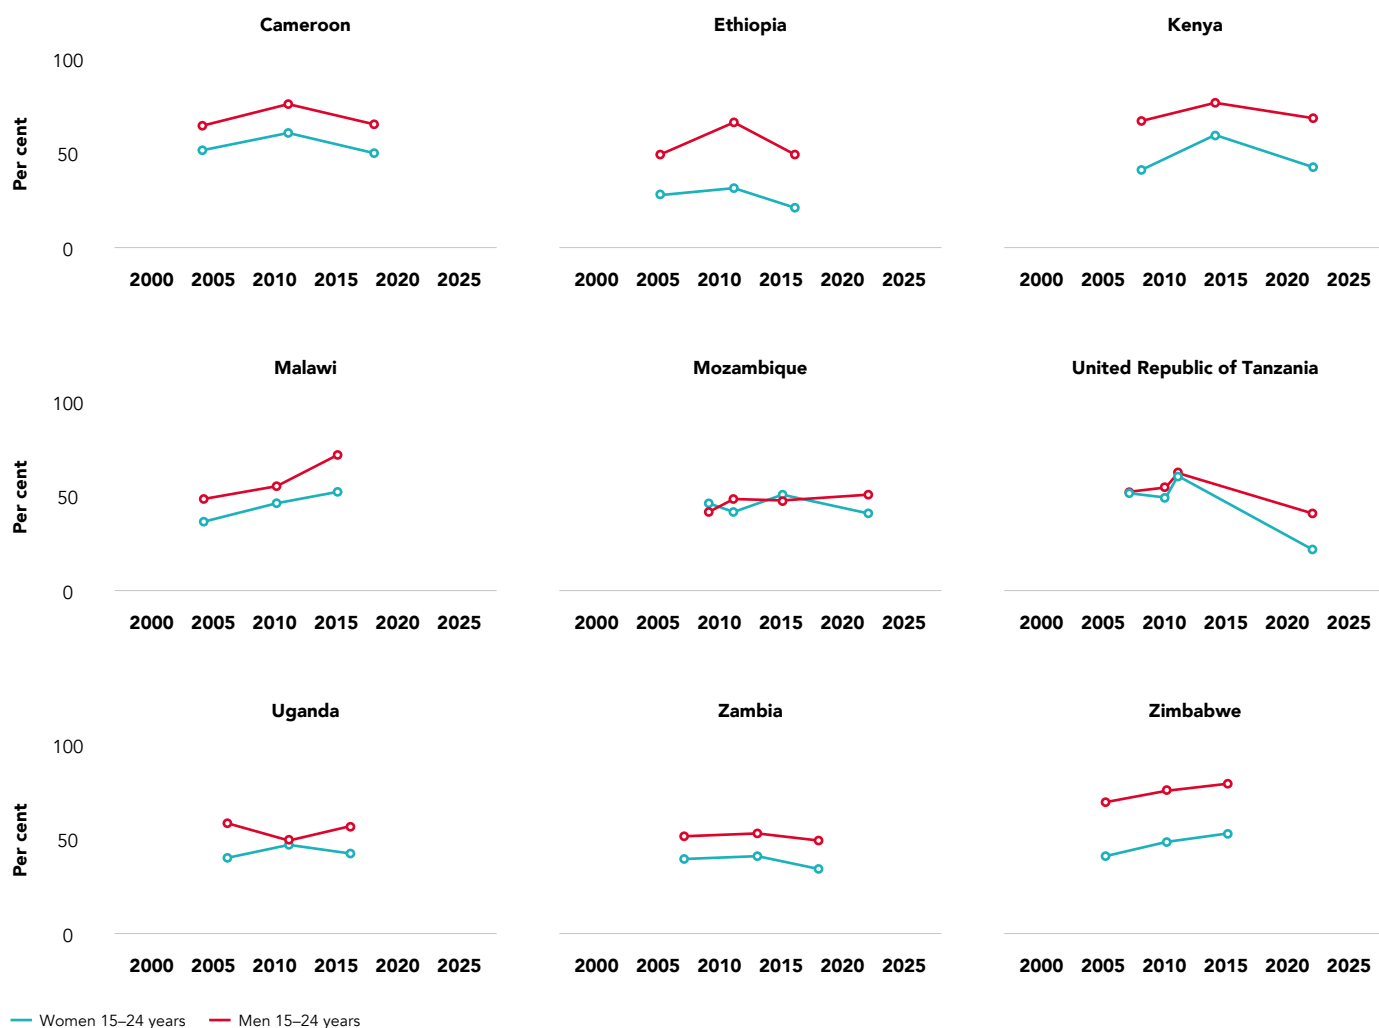 Cameroon
Ethiopia
Kenya
Per cent
100
50
0
2000 2005 2010 2015 2020 2025
2000 2005 2010 2015 2020 2025
2000 2005 2010 2015 2020 2025
Malawi
Mozambique
United Republic of Tanzania
Per cent
100
50
0
2000 2005 2010 2015 2020 2025
2000 2005 2010 2015 2020 2025
2000 2005 2010 2015 2020 2025
Uganda
Zambia
Zimbabwe
Per cent
100
50
0
2000 2005 2010 2015 2020 2025
2000 2005 2010 2015 2020 2025
2000 2005 2010 2015 2020 2025
Women 15–24 years
Men 15–24 years